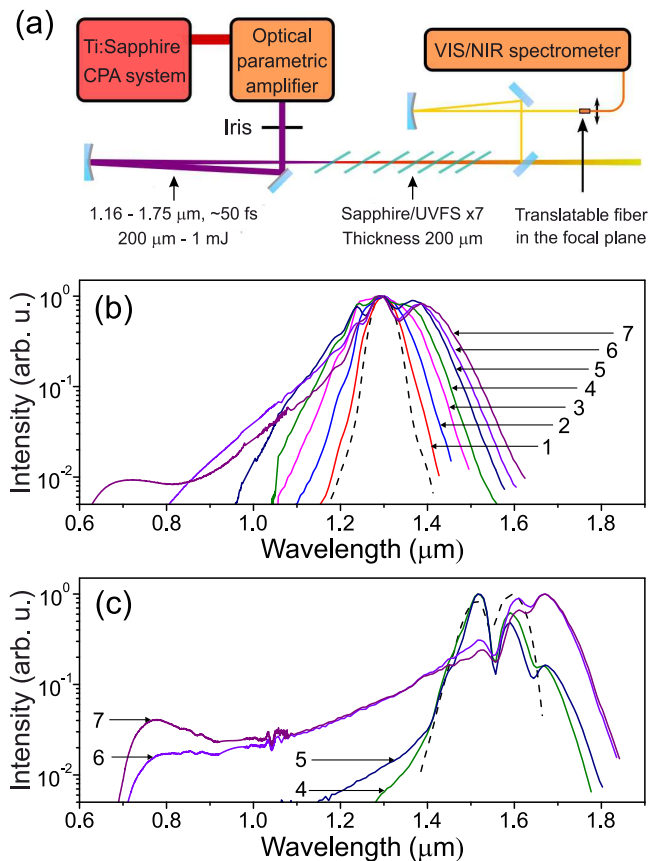 (a)
Ti:Sapphire
CPA system
Optical
parametric
amplifier
VIS/NIR spectrometer
Iris
1.16 - 1.75 μm, ~50 fs
200 μm - 1 mJ
Sapphire/UVFS x7
Thickness 200 μm
Translatable fiber
in the focal plane
(b)
Intensity (arb. u.)
10⁰
10⁻¹
10⁻²
7
6
5
4
3
2
1
0.6 0.8 1.0 1.2 1.4 1.6 1.8
Wavelength (μm)
(c)
Intensity (arb. u.)
10⁰
10⁻¹
10⁻²
7
6
5
4
0.6 0.8 1.0 1.2 1.4 1.6 1.8
Wavelength (μm)